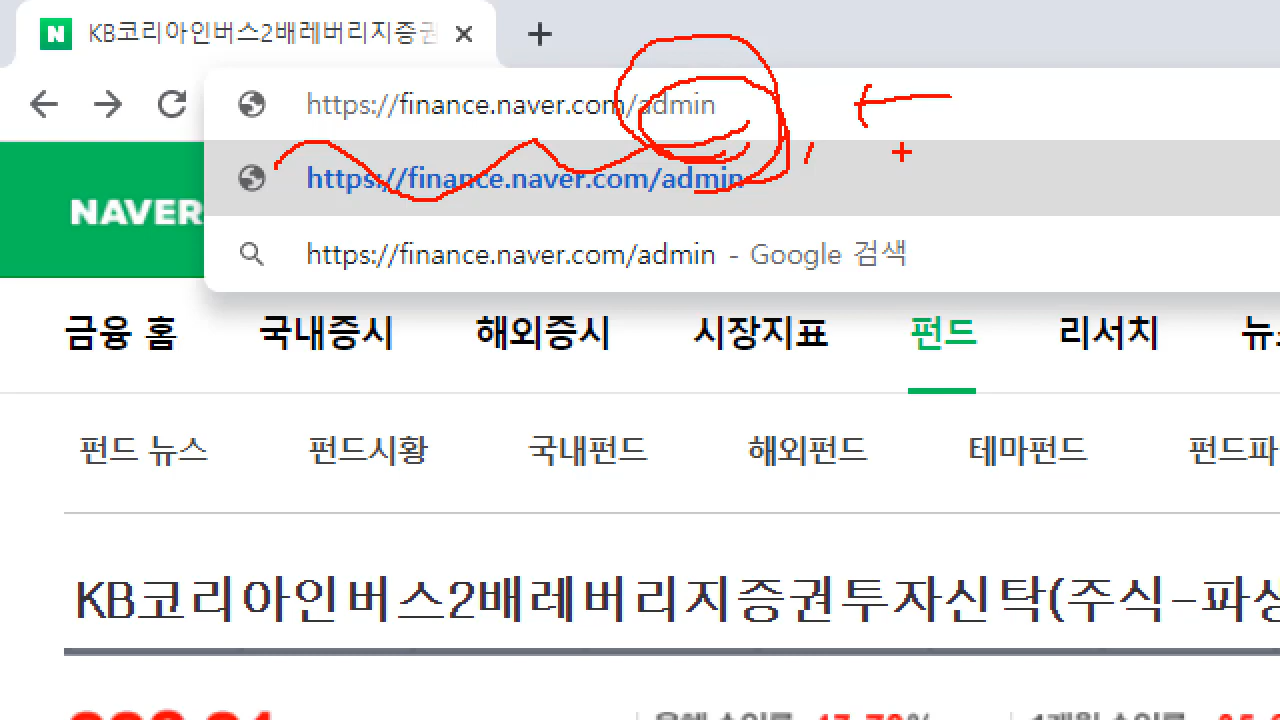 N KB코리아인버스2배레버리지증권
https://finance.naver.com/admin
https://finance.naver.com/admin
NAVER
https://finance.naver.com/admin - Google 검색
금융 홈 국내증시 해외증시 시장지표 펀드 리서치 뉴스
펀드 뉴스 펀드시황 국내펀드 해외펀드 테마펀드 펀드파
KB코리아인버스2배레버리지증권투자신탁(주식-파생